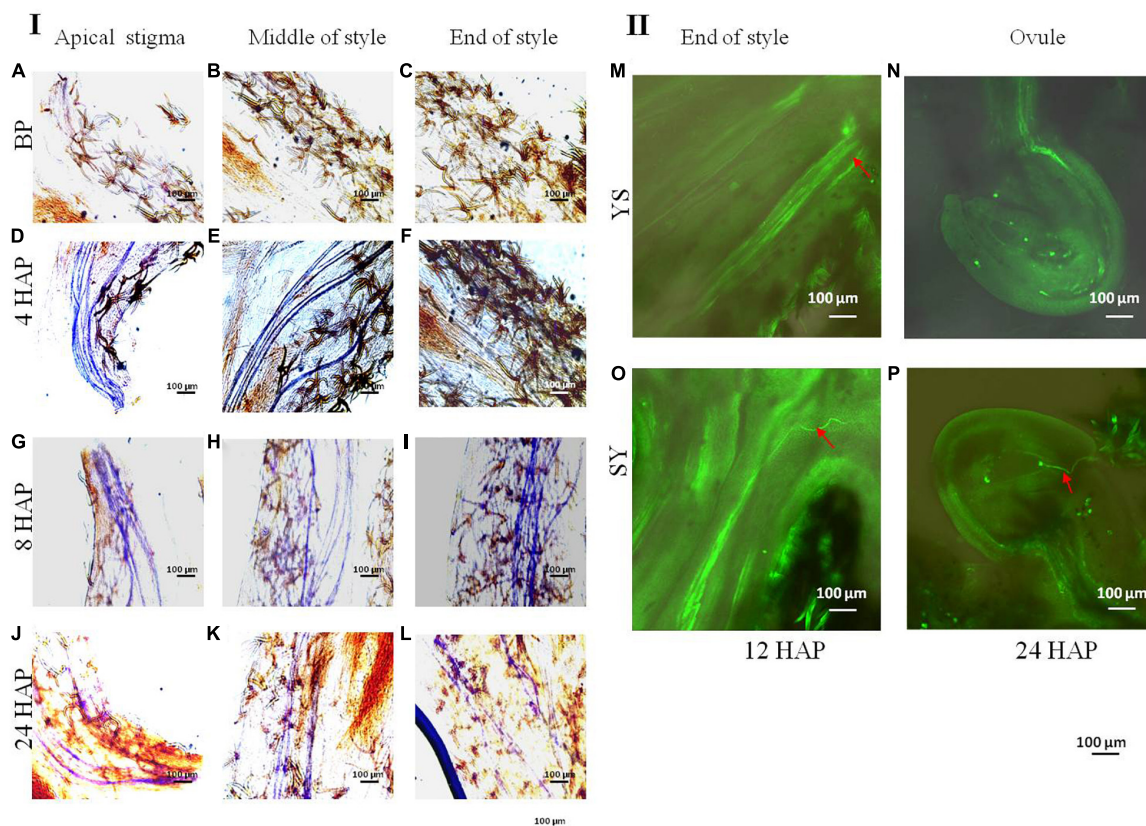 I
II
Apical stigma
Middle of style
End of style
End of style
Ovule
A
B
C
M
N
BP
100 µm
100 µm
100 µm
YS
D
E
F
4 HAP
100 µm
100 µm
100 µm
100 µm
100 µm
G
H
I
O
P
8 HAP
100 µm
100 µm
100 µm
SY
J
K
L
100 µm
100 µm
24 HAP
12 HAP
24 HAP
100 µm
100 µm
100 µm
100 µm
100 µm